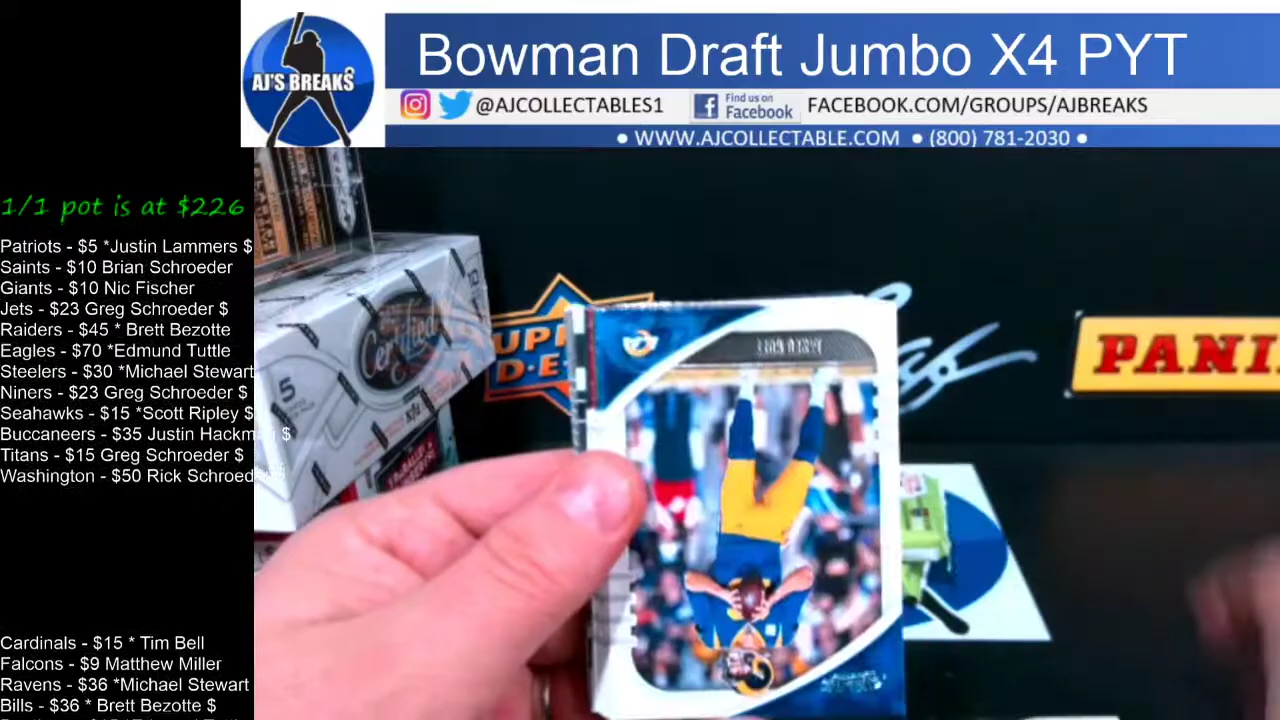 AJ'S BREAKS
Bowman Draft Jumbo X4 PYT
@AJCOLLECTABLES1
Find us on
Facebook
FACEBOOK.COM/GROUPS/AJBREAKS
• WWW.AJCOLLECTABLE.COM • (800) 781-2030 •
1/1 pot is at $226
Patriots - $5 *Justin Lammers $
Saints - $10 Brian Schroeder
Giants - $10 Nic Fischer
Jets - $23 Greg Schroeder $
Raiders - $45 * Brett Bezotte
Eagles - $70 *Edmund Tuttle
Steelers - $30 *Michael Stewart
Niners - $23 Greg Schroeder $
Seahawks - $15 *Scott Ripley $
Buccaneers - $35 Justin Hackm $
Titans - $15 Greg Schroeder $
Washington - $50 Rick Schroed
Cardinals - $15 * Tim Bell
Falcons - $9 Matthew Miller
Ravens - $36 *Michael Stewart
Bills - $36 * Brett Bezotte $
Certified
5
UPP
D.E
PANI